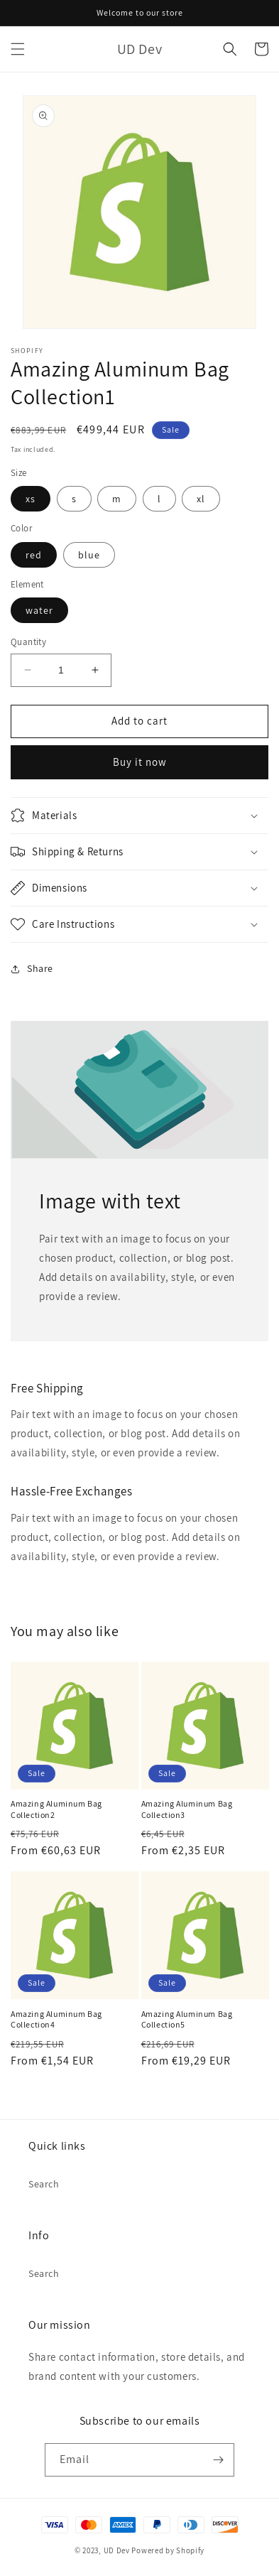 Welcome to our store
UD Dev
SHOPIFY
Amazing Aluminum Bag
Collection1
€883,99 EUR €499,44 EUR Sale
Tax included.
Size
xs s m l xl
Color
red blue
Element
water
Quantity
− 1 +
Add to cart
Buy it now
Materials
Shipping & Returns
Dimensions
Care Instructions
Share
Image with text
Pair text with an image to focus on your
chosen product, collection, or blog post.
Add details on availability, style, or even
provide a review.
Free Shipping
Pair text with an image to focus on your chosen
product, collection, or blog post. Add details on
availability, style, or even provide a review.
Hassle-Free Exchanges
Pair text with an image to focus on your chosen
product, collection, or blog post. Add details on
availability, style, or even provide a review.
You may also like
Sale
Amazing Aluminum Bag
Collection2
€75,76 EUR
From €60,63 EUR
Sale
Amazing Aluminum Bag
Collection3
€6,45 EUR
From €2,35 EUR
Sale
Amazing Aluminum Bag
Collection4
€219,55 EUR
From €1,54 EUR
Sale
Amazing Aluminum Bag
Collection5
€216,69 EUR
From €19,29 EUR
Quick links
Search
Info
Search
Our mission
Share contact information, store details, and
brand content with your customers.
Subscribe to our emails
Email
VISA AMEX DISCOVER
© 2023, UD Dev Powered by Shopify